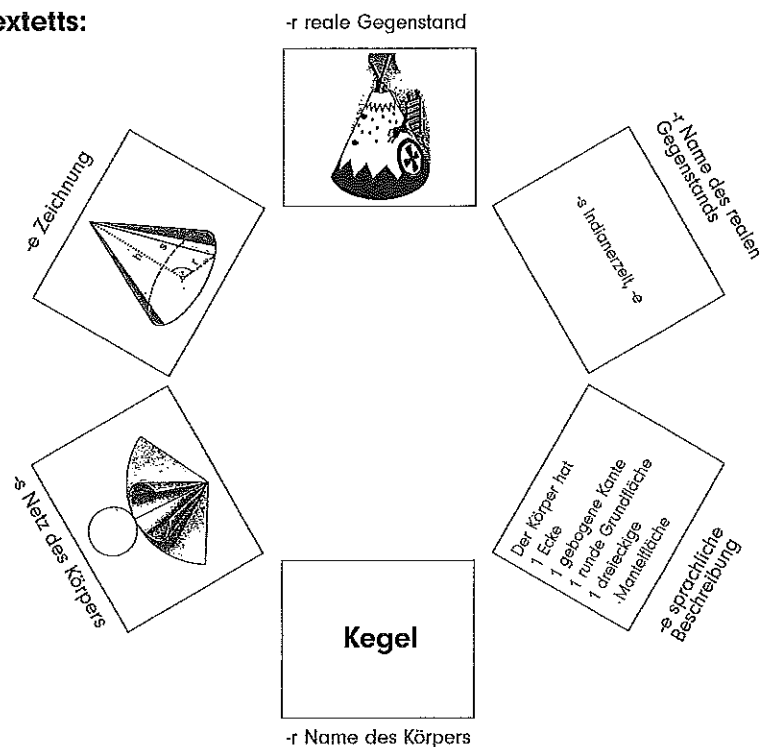 extetts:
-r reale Gegenstand
-r Name des realen
Gegenstands
-s Indianerzelt, -e
-e Zeichnung
h
s
r
-s Netz des Körpers
Der Körper hat
1 Ecke
1 gebogene Kante
1 runde Grundfläche
1 dreieckige
Mantelfläche
-e sprachliche
Beschreibung
Kegel
-r Name des Körpers